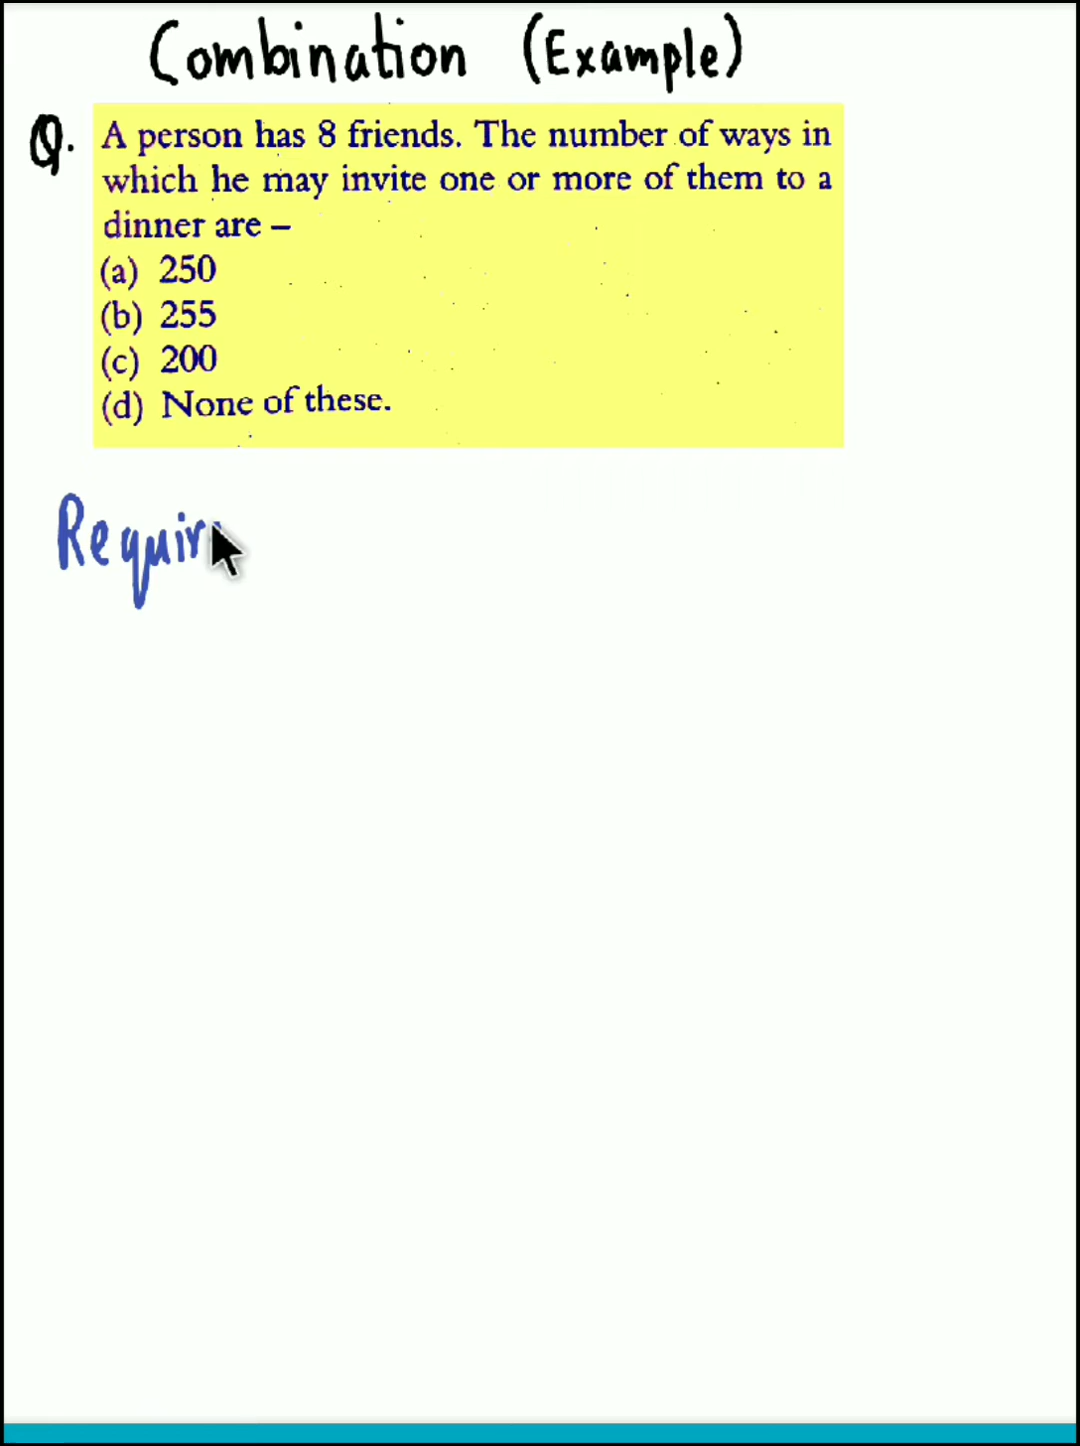 Combination (Example)
Q. A person has 8 friends. The number of ways in
which he may invite one or more of them to a
dinner are –
(a) 250
(b) 255
(c) 200
(d) None of these.
Requir